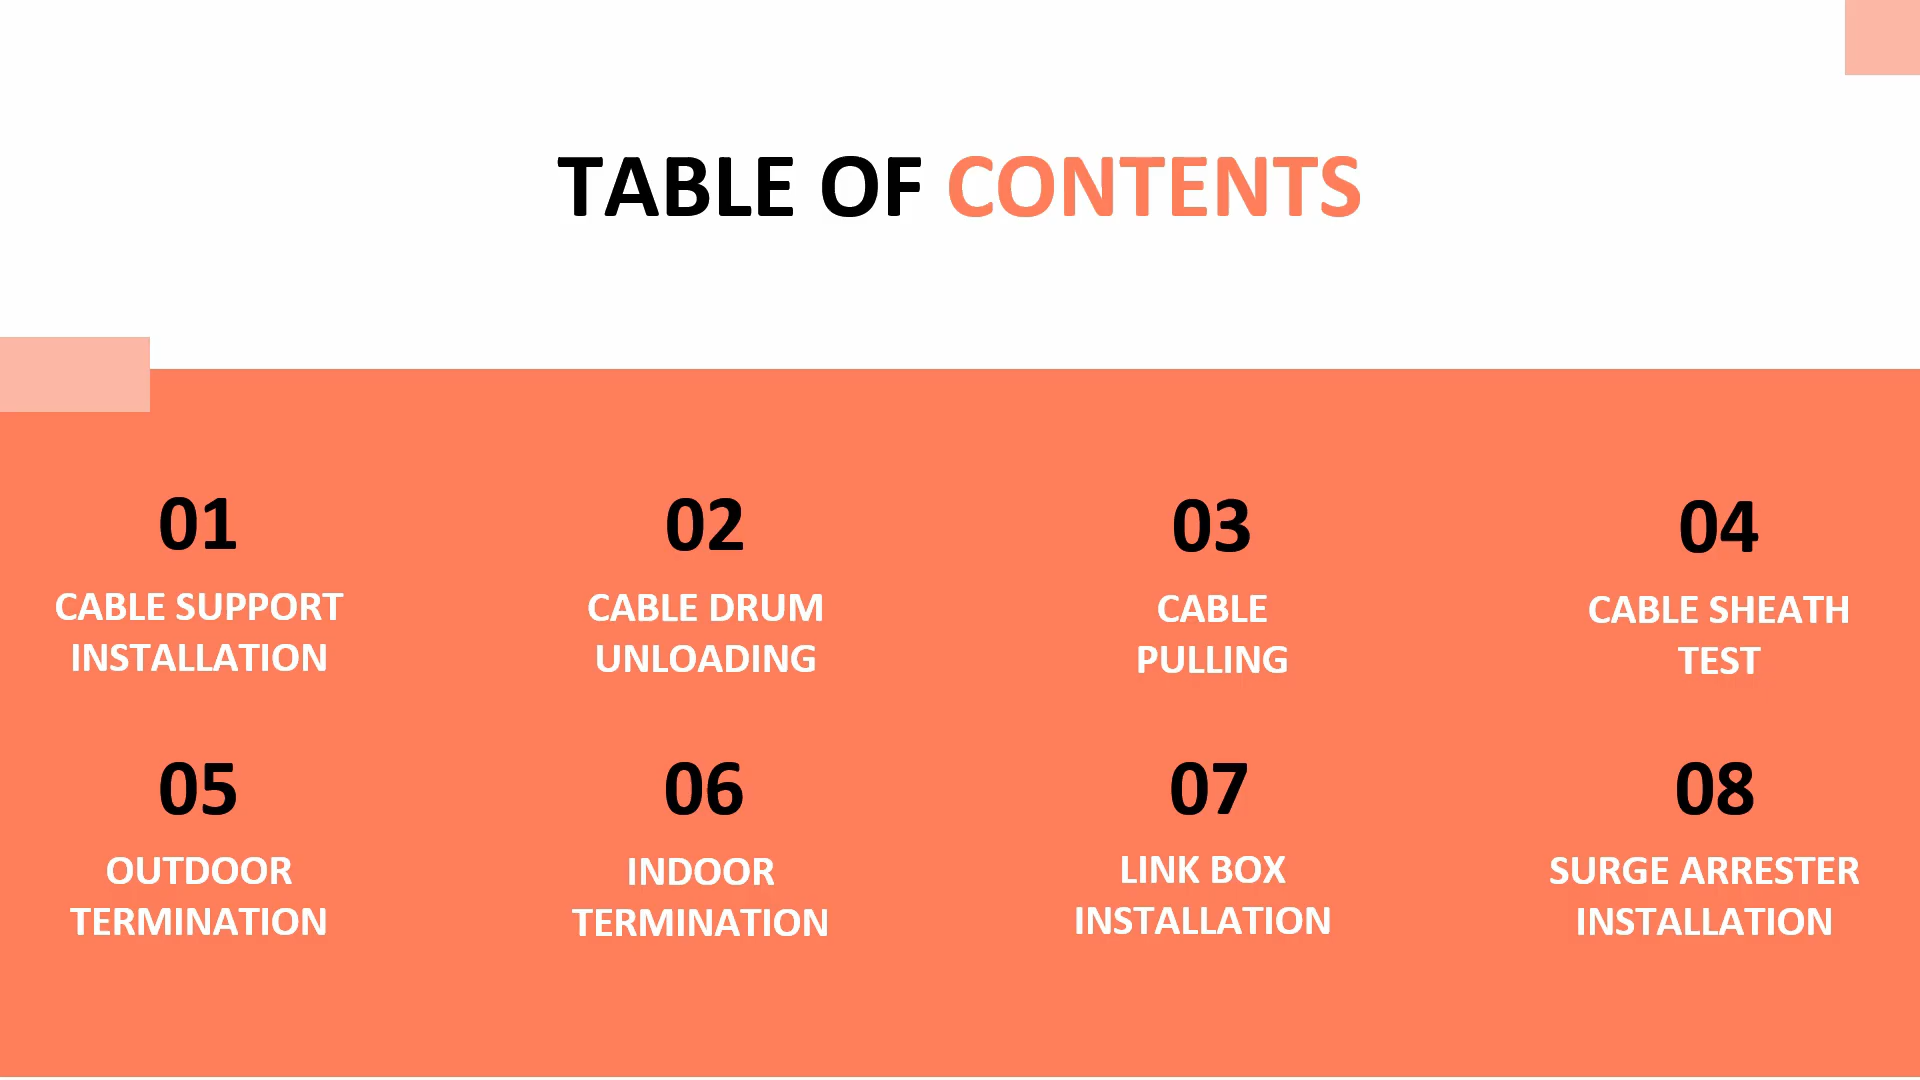 TABLE OF CONTENTS
01
CABLE SUPPORT
INSTALLATION
02
CABLE DRUM
UNLOADING
03
CABLE
PULLING
04
CABLE SHEATH
TEST
05
OUTDOOR
TERMINATION
06
INDOOR
TERMINATION
07
LINK BOX
INSTALLATION
08
SURGE ARRESTER
INSTALLATION